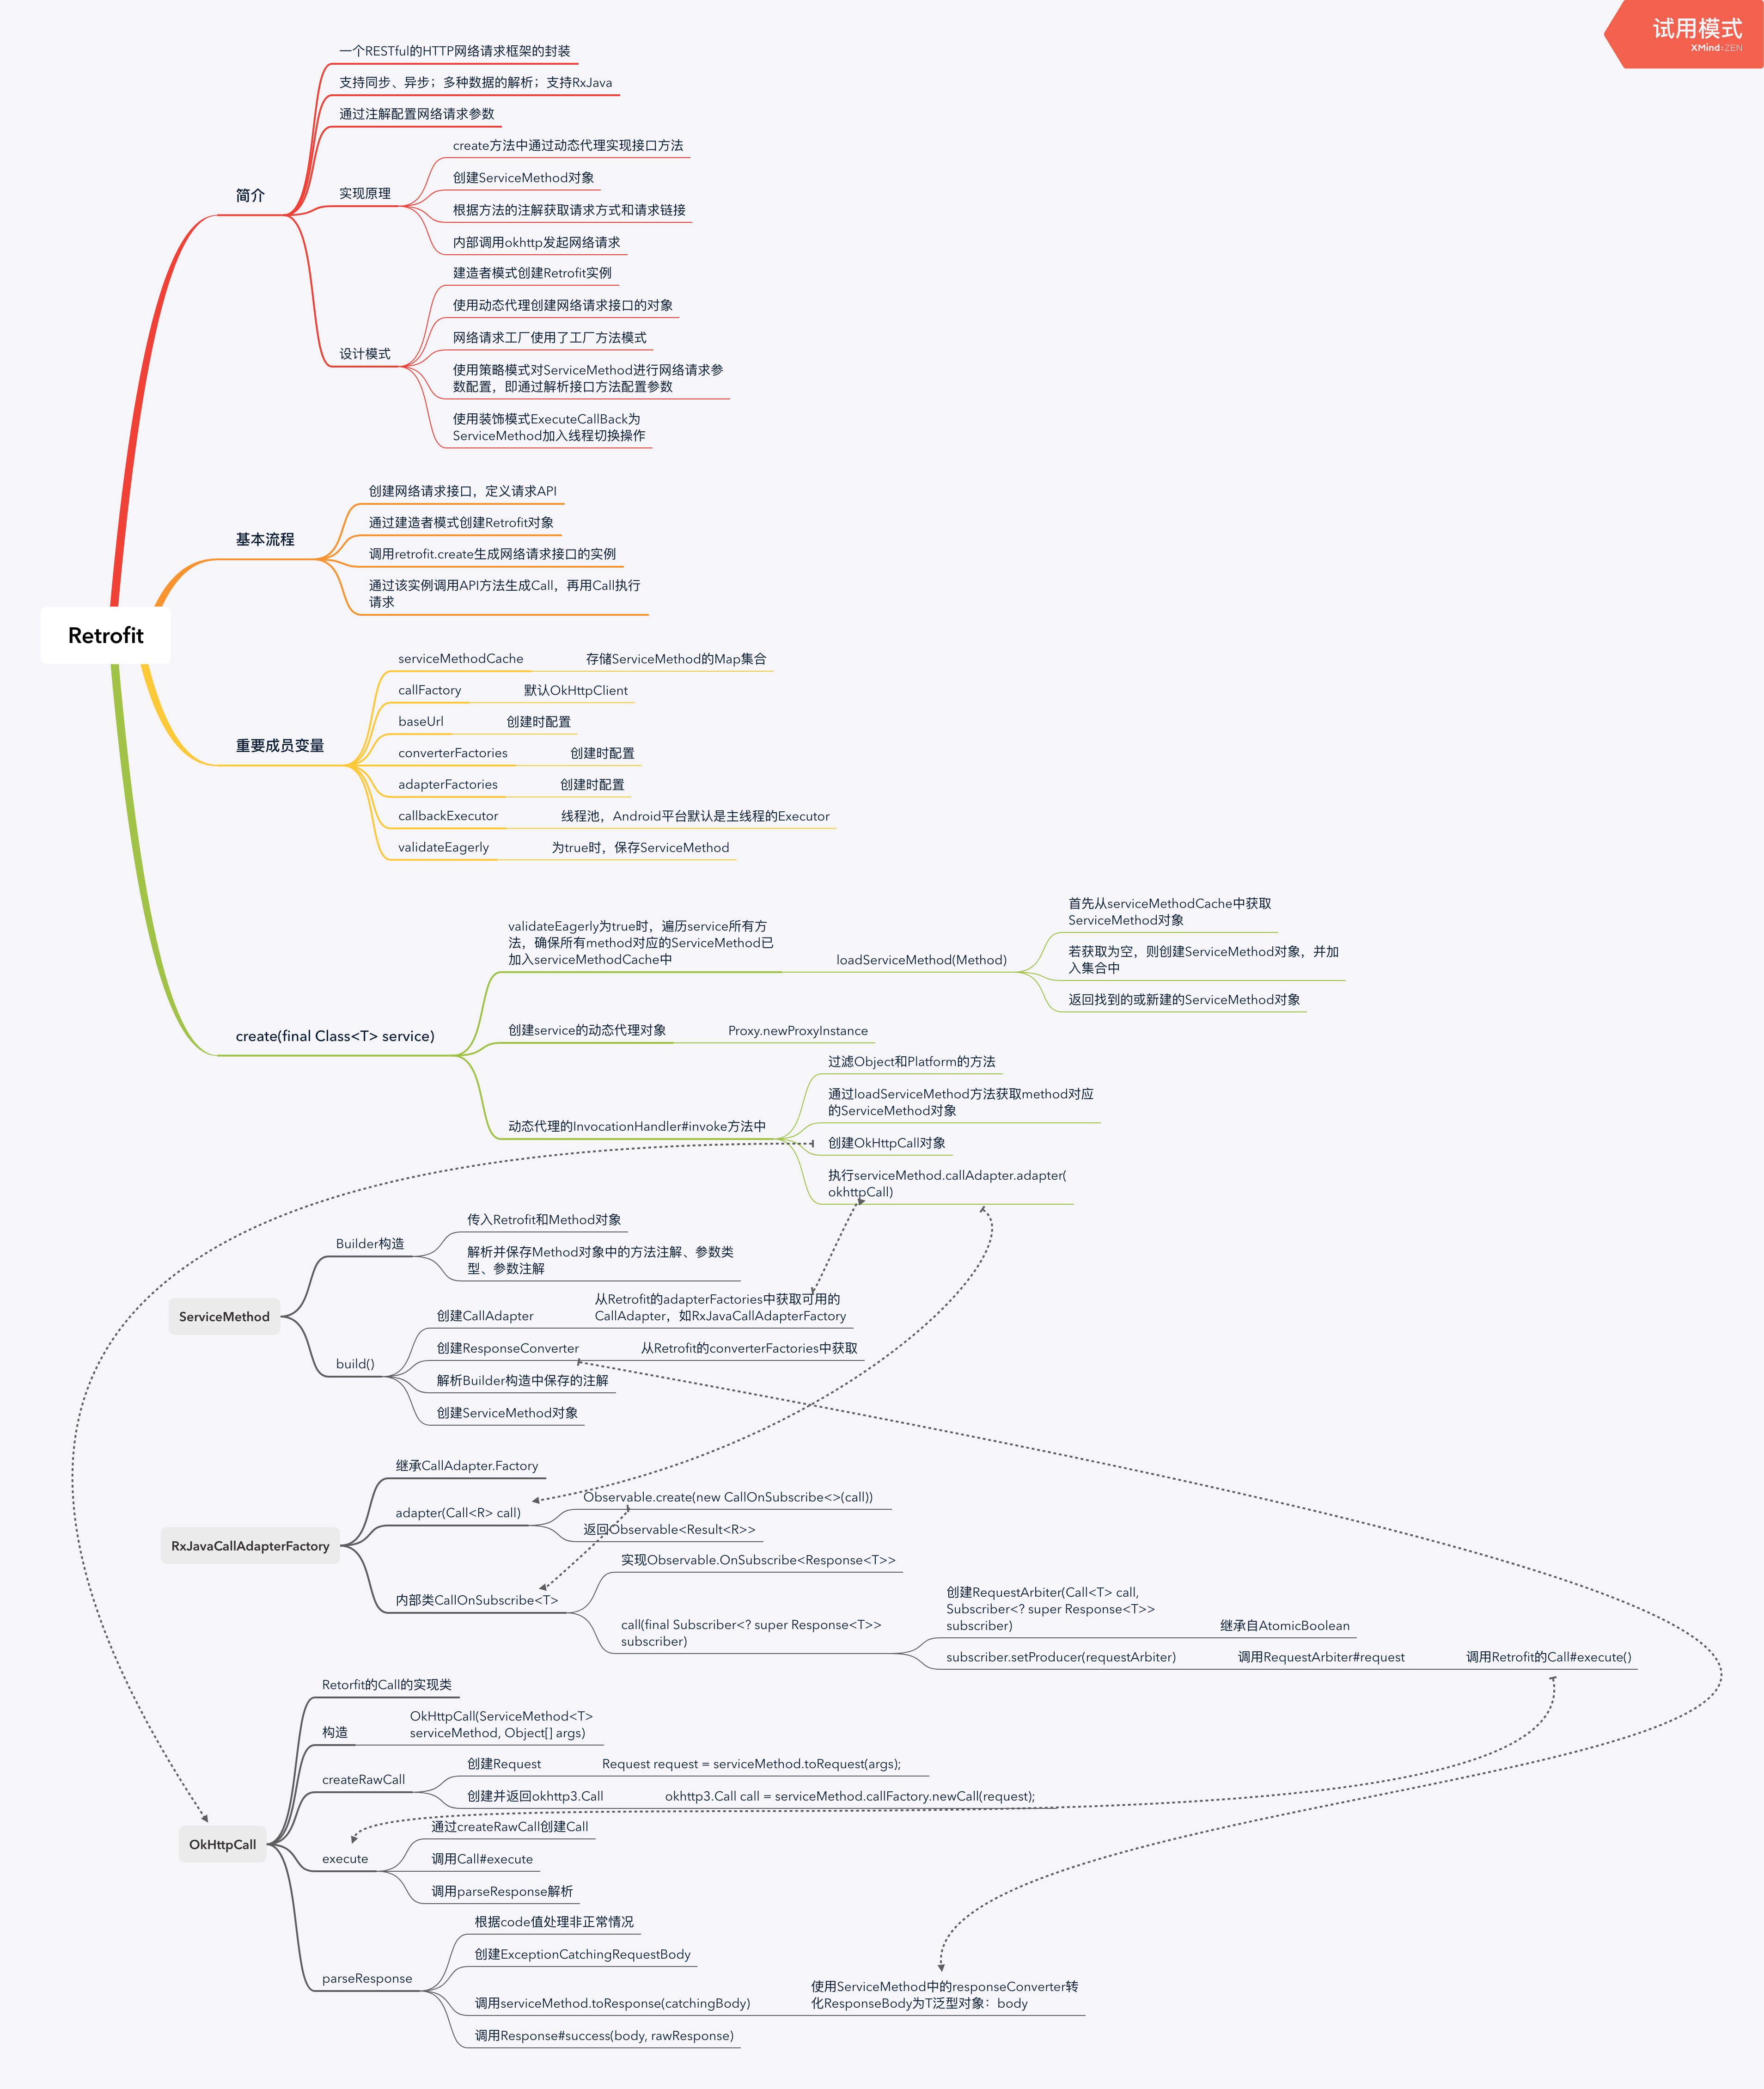 试用模式
XMind:ZEN
Retrofit
简介
一个RESTful的HTTP网络请求框架的封装
支持同步、异步；多种数据的解析；支持RxJava
通过注解配置网络请求参数
实现原理
create方法中通过动态代理实现接口方法
创建ServiceMethod对象
根据方法的注解获取请求方式和请求链接
内部调用okhttp发起网络请求
设计模式
建造者模式创建Retrofit实例
使用动态代理创建网络请求接口的对象
网络请求工厂使用了工厂方法模式
使用策略模式对ServiceMethod进行网络请求参
数配置，即通过解析接口方法配置参数
使用装饰模式ExecuteCallBack为
ServiceMethod加入线程切换操作
基本流程
创建网络请求接口，定义请求API
通过建造者模式创建Retrofit对象
调用retrofit.create生成网络请求接口的实例
通过该实例调用API方法生成Call，再用Call执行
请求
重要成员变量
serviceMethodCache
存储ServiceMethod的Map集合
callFactory
默认OkHttpClient
baseUrl
创建时配置
converterFactories
创建时配置
adapterFactories
创建时配置
callbackExecutor
线程池，Android平台默认是主线程的Executor
validateEagerly
为true时，保存ServiceMethod
create(final Class<T> service)
validateEagerly为true时，遍历service所有方
法，确保所有method对应的ServiceMethod已
加入serviceMethodCache中
loadServiceMethod(Method)
首先从serviceMethodCache中获取
ServiceMethod对象
若获取为空，则创建ServiceMethod对象，并加
入集合中
返回找到的或新建的ServiceMethod对象
创建service的动态代理对象
Proxy.newProxyInstance
动态代理的InvocationHandler#invoke方法中
过滤Object和Platform的方法
通过loadServiceMethod方法获取method对应
的ServiceMethod对象
创建OkHttpCall对象
执行serviceMethod.callAdapter.adapter(
okhttpCall)
ServiceMethod
Builder构造
传入Retrofit和Method对象
解析并保存Method对象中的方法注解、参数类
型、参数注解
build()
创建CallAdapter
从Retrofit的adapterFactories中获取可用的
CallAdapter，如RxJavaCallAdapterFactory
创建ResponseConverter
从Retrofit的converterFactories中获取
解析Builder构造中保存的注解
创建ServiceMethod对象
RxJavaCallAdapterFactory
继承CallAdapter.Factory
adapter(Call<R> call)
Observable.create(new CallOnSubscribe<>(call))
返回Observable<Result<R>>
内部类CallOnSubscribe<T>
实现Observable.OnSubscribe<Response<T>>
call(final Subscriber<? super Response<T>>
subscriber)
创建RequestArbiter(Call<T> call,
Subscriber<? super Response<T>>
subscriber)
继承自AtomicBoolean
subscriber.setProducer(requestArbiter)
调用RequestArbiter#request
调用Retrofit的Call#execute()
OkHttpCall
Retorfit的Call的实现类
构造
OkHttpCall(ServiceMethod<T>
serviceMethod, Object[] args)
createRawCall
创建Request
Request request = serviceMethod.toRequest(args);
创建并返回okhttp3.Call
okhttp3.Call call = serviceMethod.callFactory.newCall(request);
execute
通过createRawCall创建Call
调用Call#execute
调用parseResponse解析
parseResponse
根据code值处理非正常情况
创建ExceptionCatchingRequestBody
调用serviceMethod.toResponse(catchingBody)
使用ServiceMethod中的responseConverter转
化ResponseBody为T泛型对象：body
调用Response#success(body, rawResponse)